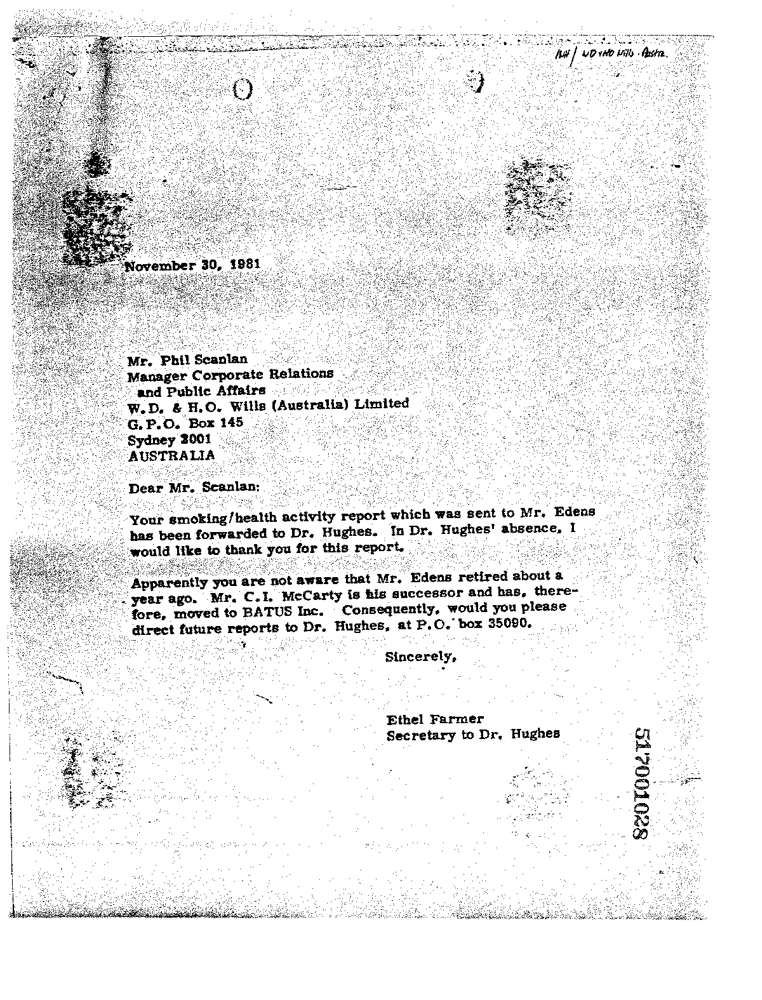 WD & HO Wills
November 30, 1981
Mr. Phil Scanlan
Manager Corporate Relations
and Public Affairs
W.D. & H.O. Wills (Australia) Limited
G.P.O. Box 145
Sydney 2001
AUSTRALIA
Dear Mr. Scanlan:
Your smoking/health activity report which was sent to Mr. Edens
has been forwarded to Dr. Hughes. In Dr. Hughes' absence, I
would like to thank you for this report.
Apparently you are not aware that Mr. Edens retired about a
year ago. Mr. C.I. McCarty is his successor and has, there-
fore, moved to BATUS Inc. Consequently, would you please
direct future reports to Dr. Hughes, at P.O. box 35090.
Sincerely,
Ethel Farmer
Secretary to Dr. Hughes
517001028